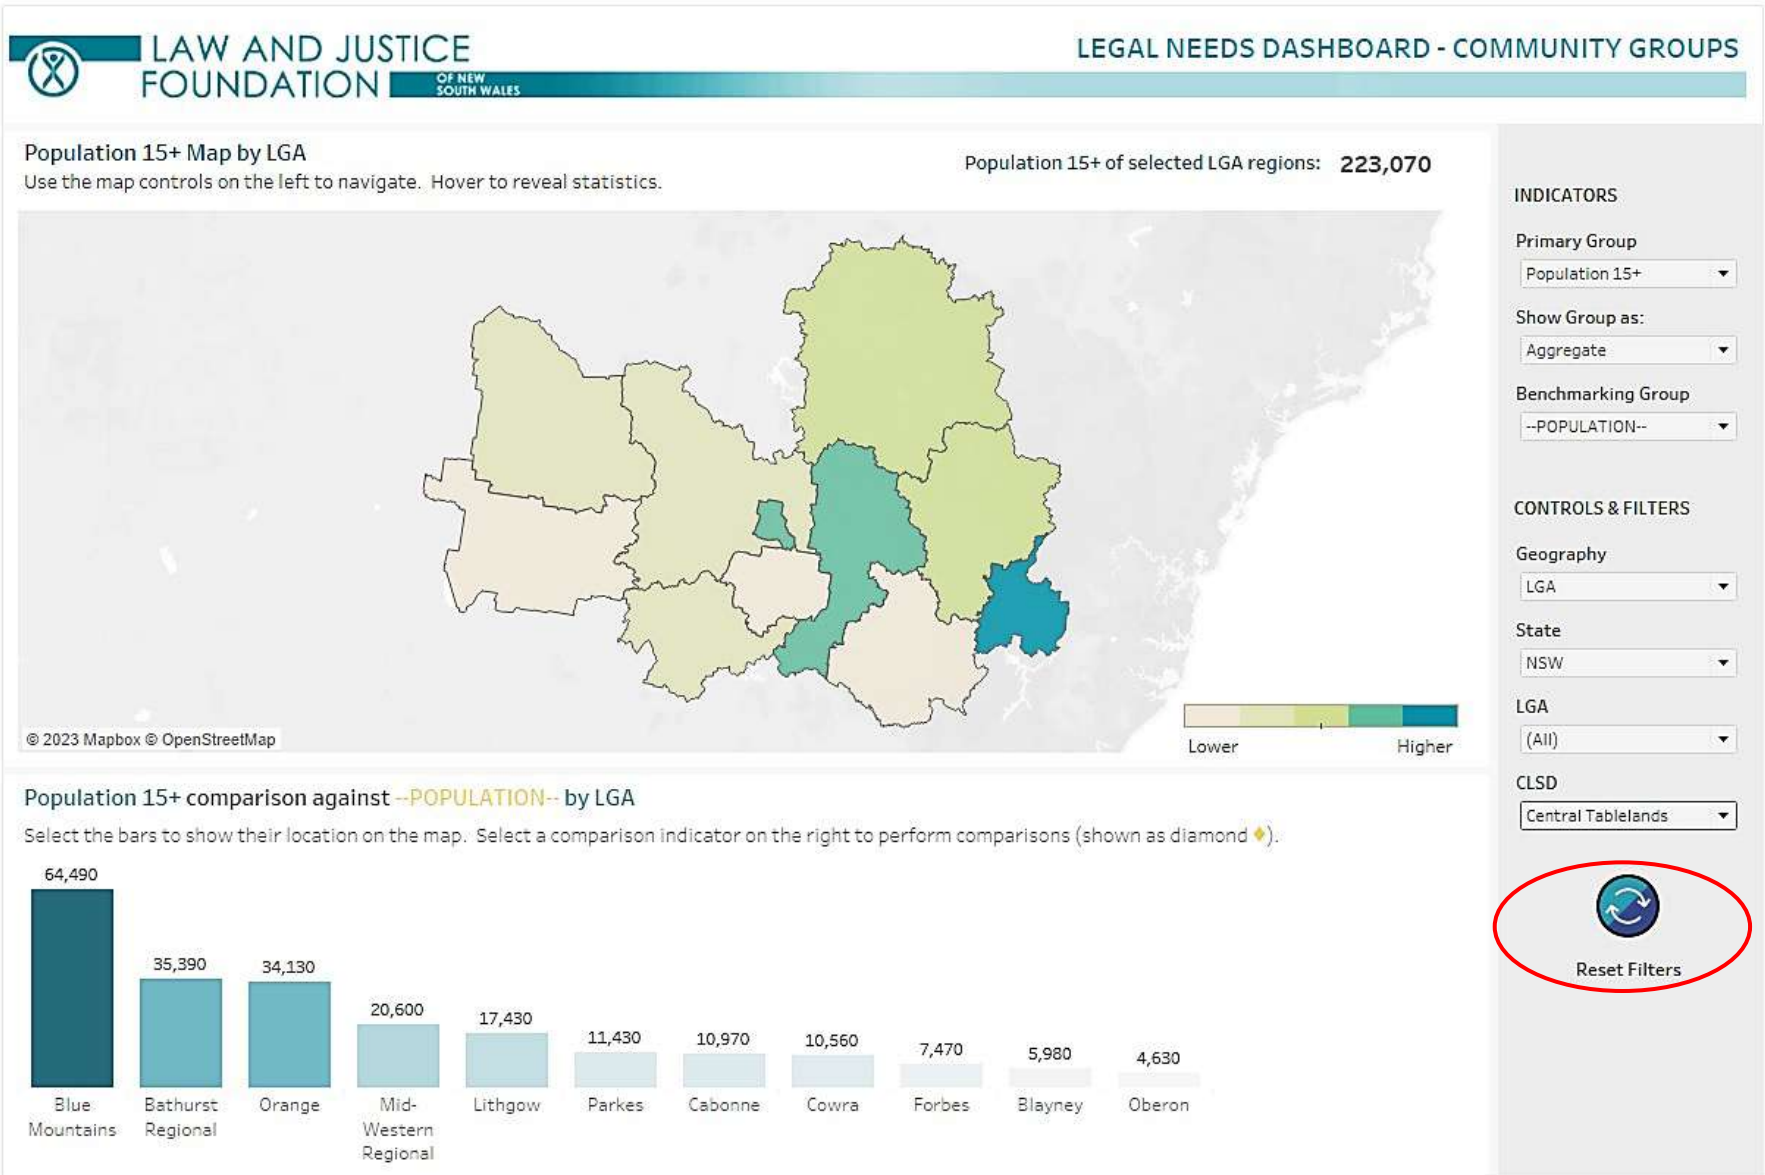 LAW AND JUSTICE
FOUNDATION
OF NEW
SOUTH WALES
LEGAL NEEDS DASHBOARD - COMMUNITY GROUPS
Population 15+ Map by LGA
Use the map controls on the left to navigate. Hover to reveal statistics.
Population 15+ of selected LGA regions: 223,070
© 2023 Mapbox © OpenStreetMap
Lower Higher
INDICATORS
Primary Group
Population 15+
Show Group as:
Aggregate
Benchmarking Group
--POPULATION--
CONTROLS & FILTERS
Geography
LGA
State
NSW
LGA
(All)
CLSD
Central Tablelands
Reset Filters
Population 15+ comparison against --POPULATION-- by LGA
Select the bars to show their location on the map. Select a comparison indicator on the right to perform comparisons (shown as diamond ♦).
64,490
35,390
34,130
20,600
17,430
11,430
10,970
10,560
7,470
5,980
4,630
Blue
Mountains
Bathurst
Regional
Orange
Mid-
Western
Regional
Lithgow
Parkes
Cabonne
Cowra
Forbes
Blayney
Oberon